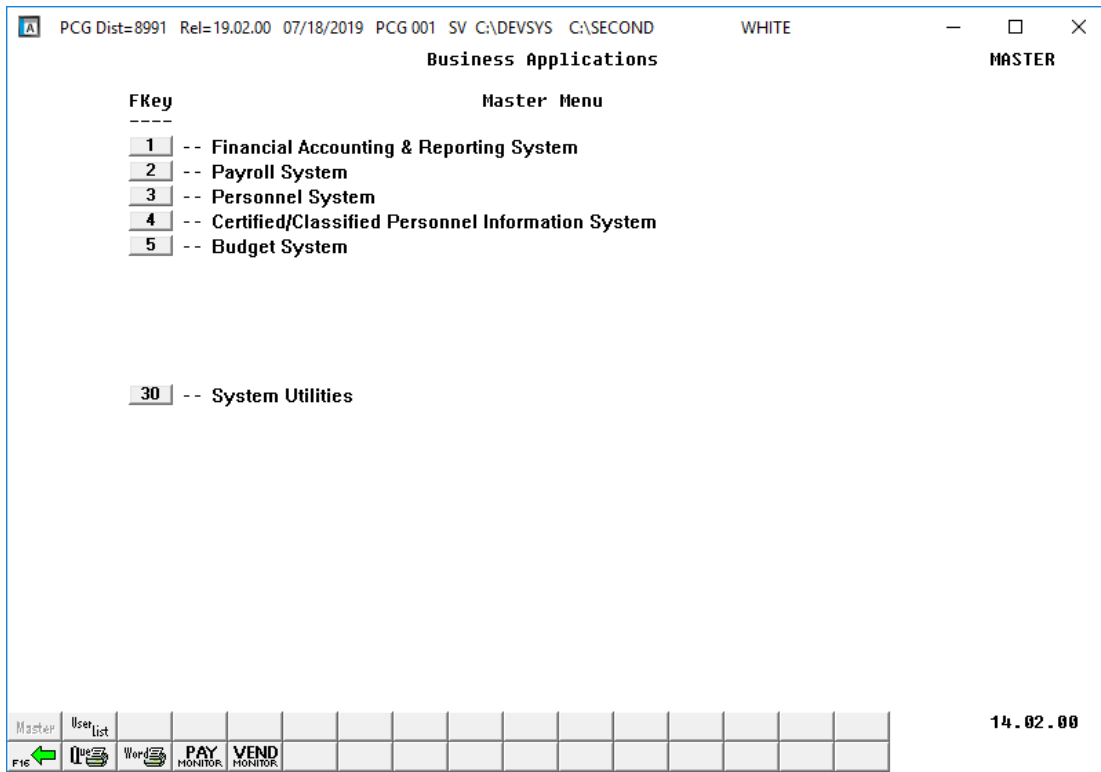 A PCG Dist=8991 Rel=19.02.00 07/18/2019 PCG 001 SV C:\DEVSYS C:\SECOND WHITE
Business Applications MASTER
FKey Master Menu
----
1 -- Financial Accounting & Reporting System
2 -- Payroll System
3 -- Personnel System
4 -- Certified/Classified Personnel Information System
5 -- Budget System
30 -- System Utilities
Master User List 14.02.00
F16 Que Word PAY MONITOR VEND MONITOR